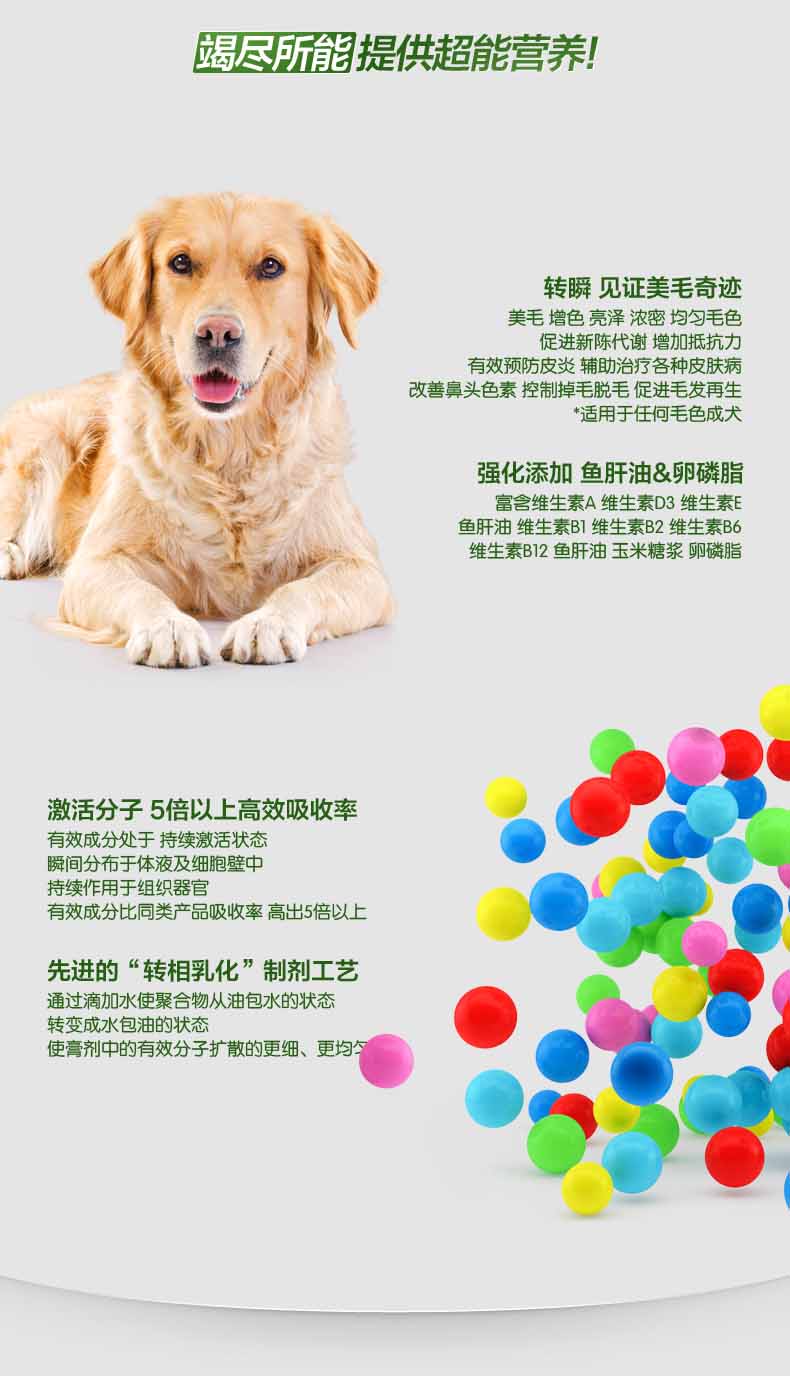 竭尽所能 提供超能营养!
转瞬 见证美毛奇迹
美毛 增色 亮泽 浓密 均匀毛色
促进新陈代谢 增加抵抗力
有效预防皮炎 辅助治疗各种皮肤病
改善鼻头色素 控制掉毛脱毛 促进毛发再生
*适用于任何毛色成犬
强化添加 鱼肝油&卵磷脂
富含维生素A 维生素D3 维生素E
鱼肝油 维生素B1 维生素B2 维生素B6
维生素B12 鱼肝油 玉米糖浆 卵磷脂
激活分子 5倍以上高效吸收率
有效成分处于 持续激活状态
瞬间分布于体液及细胞壁中
持续作用于组织器官
有效成分比同类产品吸收率 高出5倍以上
先进的“转相乳化”制剂工艺
通过滴加水使聚合物从油包水的状态
转变成水包油的状态
使膏剂中的有效分子扩散的更细、更均匀